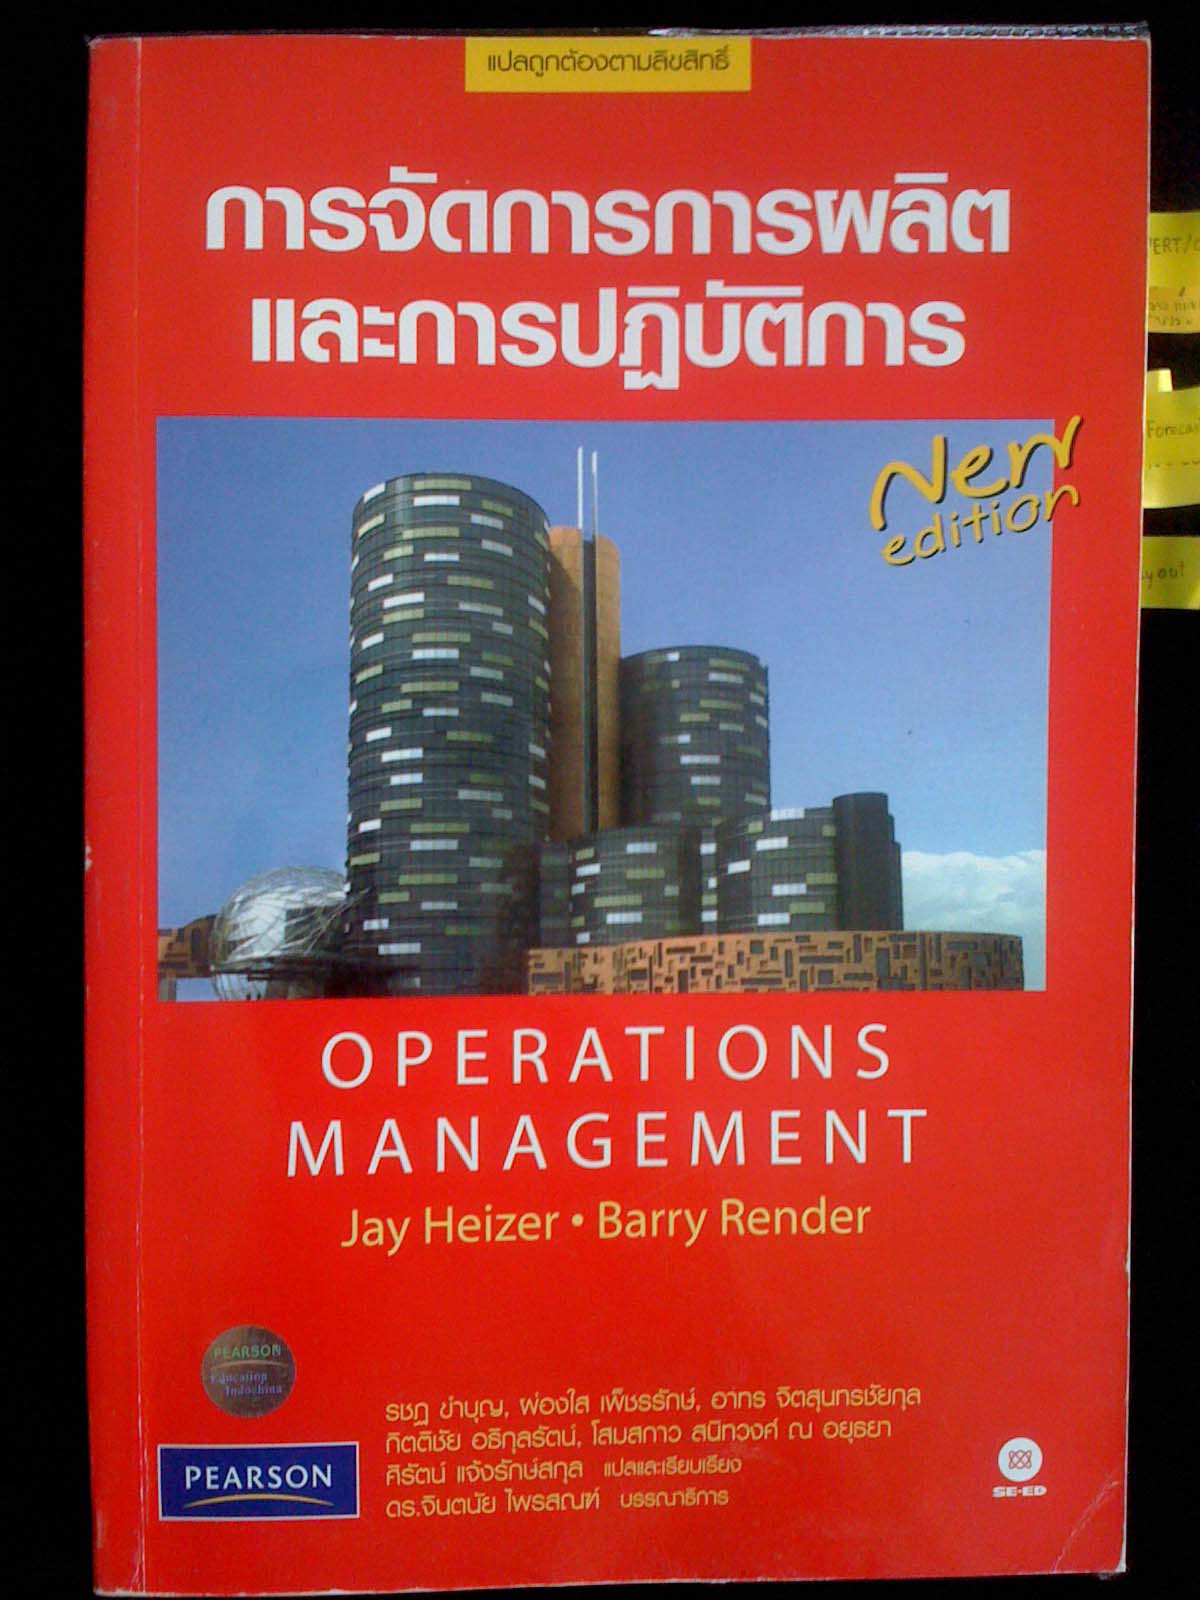 แปลถูกต้องตามลิขสิทธิ์
การจัดการการผลิต
และการปฏิบัติการ
New
edition
Forecas
OPERATIONS
MANAGEMENT
Jay Heizer • Barry Render
PEARSON
Education
Indochina
รชฏ ขำบุญ, ผ่องใส เพ็ชรรักษ์, อาทร จิตสุนทรชัยกุล
กิตติชัย อธิกุลรัตน์, โสมสกาว สนิทวงศ์ ณ อยุธยา
ศิรัตน์ แจ้งรักษ์สกุล แปลและเรียบเรียง
ดร.จินตนัย ไพรสณฑ์ บรรณาธิการ
PEARSON
SE-ED